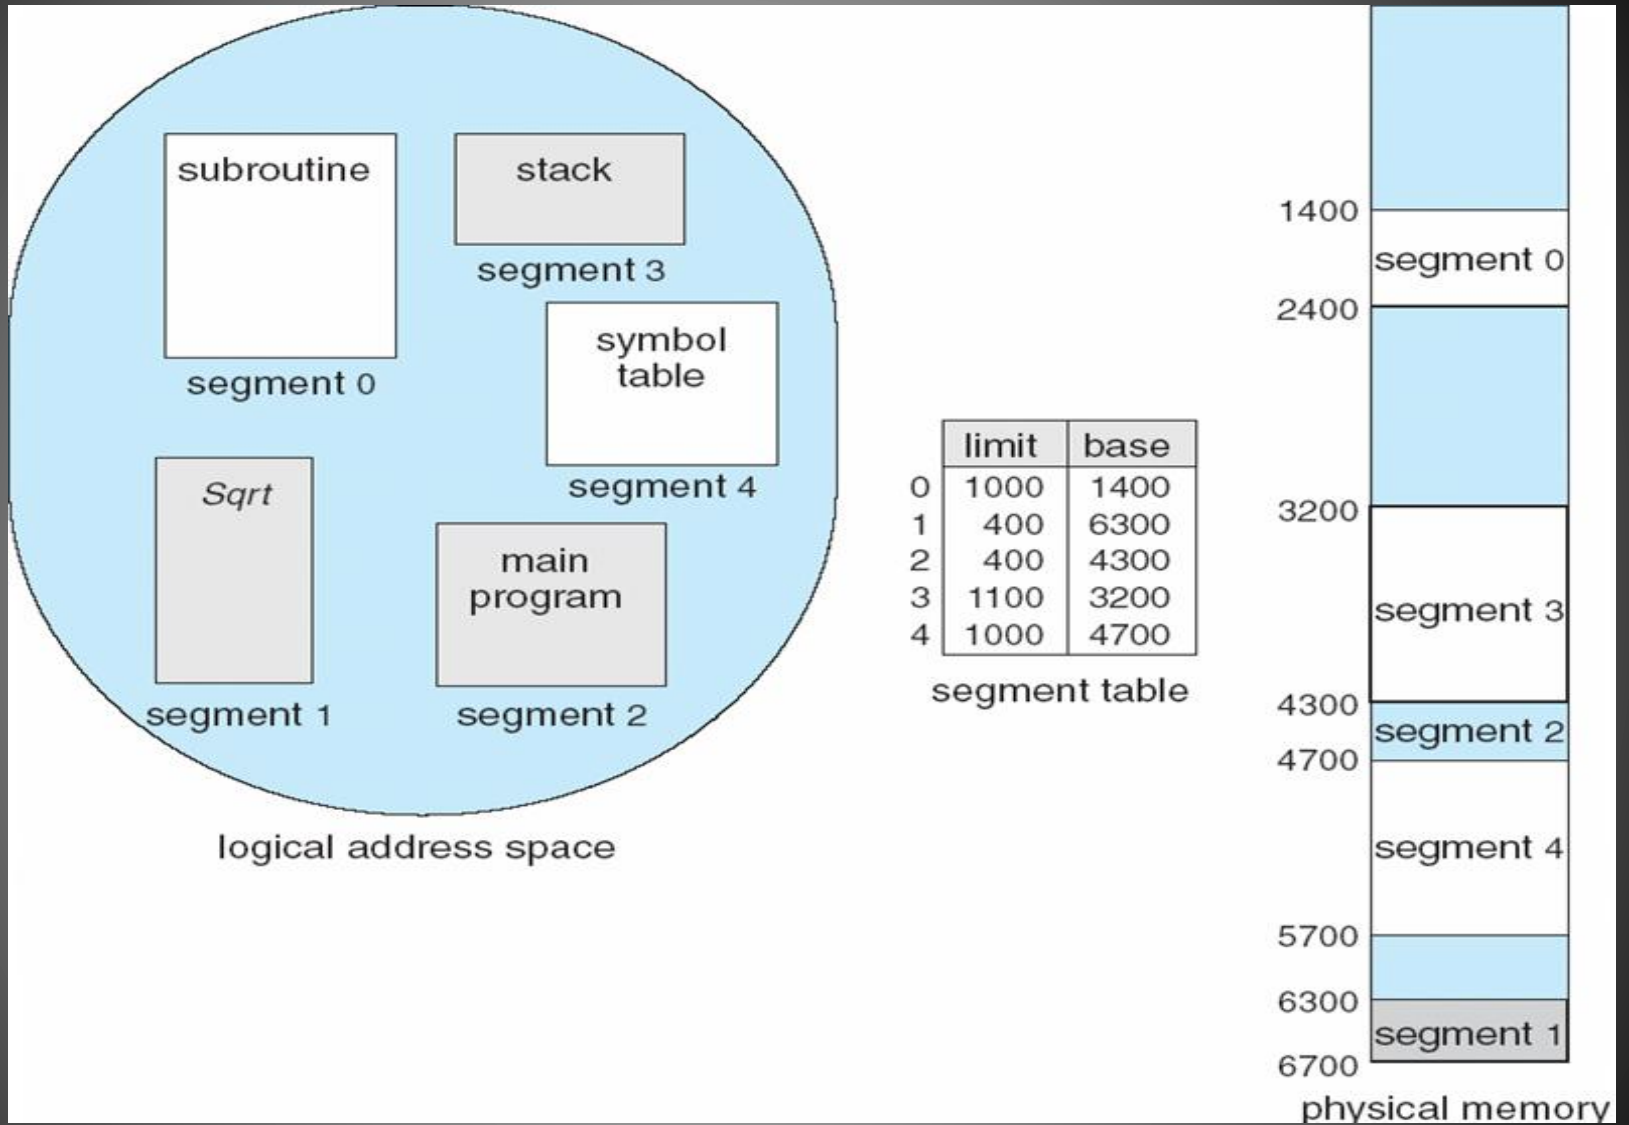 subroutine
segment 0
stack
segment 3
symbol
table
segment 4
Sqrt
segment 1
main
program
segment 2
logical address space
limit base
0 1000 1400
1 400 6300
2 400 4300
3 1100 3200
4 1000 4700
segment table
1400
segment 0
2400
3200
segment 3
4300
segment 2
4700
segment 4
5700
6300
segment 1
6700
physical memory